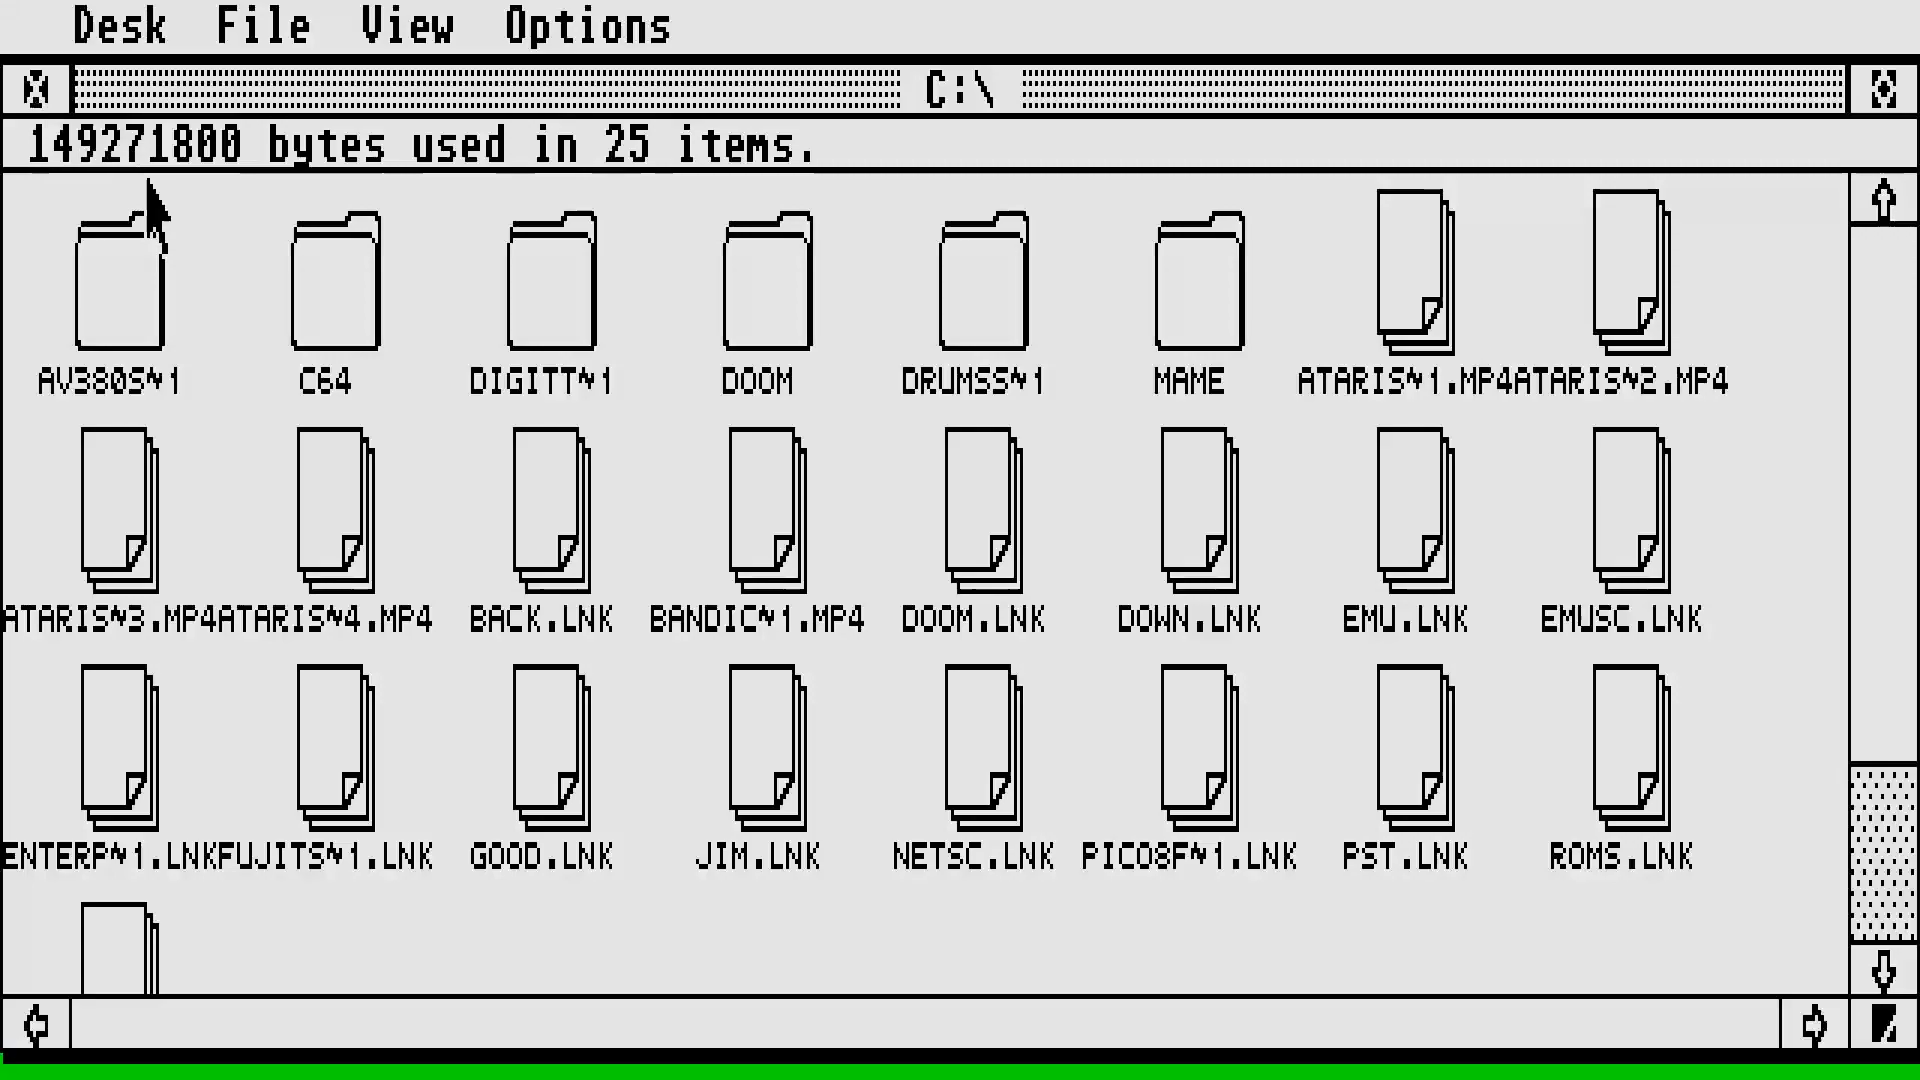 Desk File View Options
C:\
149271800 bytes used in 25 items.
AV380S~1 C64 DIGITT~1 DOOM DRUMSS~1 MAME ATARIS~1.MP4 ATARIS~2.MP4
ATARIS~3.MP4 ATARIS~4.MP4 BACK.LNK BANDIC~1.MP4 DOOM.LNK DOWN.LNK EMU.LNK EMUSC.LNK
ENTERP~1.LNK FUJITS~1.LNK GOOD.LNK JIM.LNK NETSC.LNK PICO8F~1.LNK PST.LNK ROMS.LNK